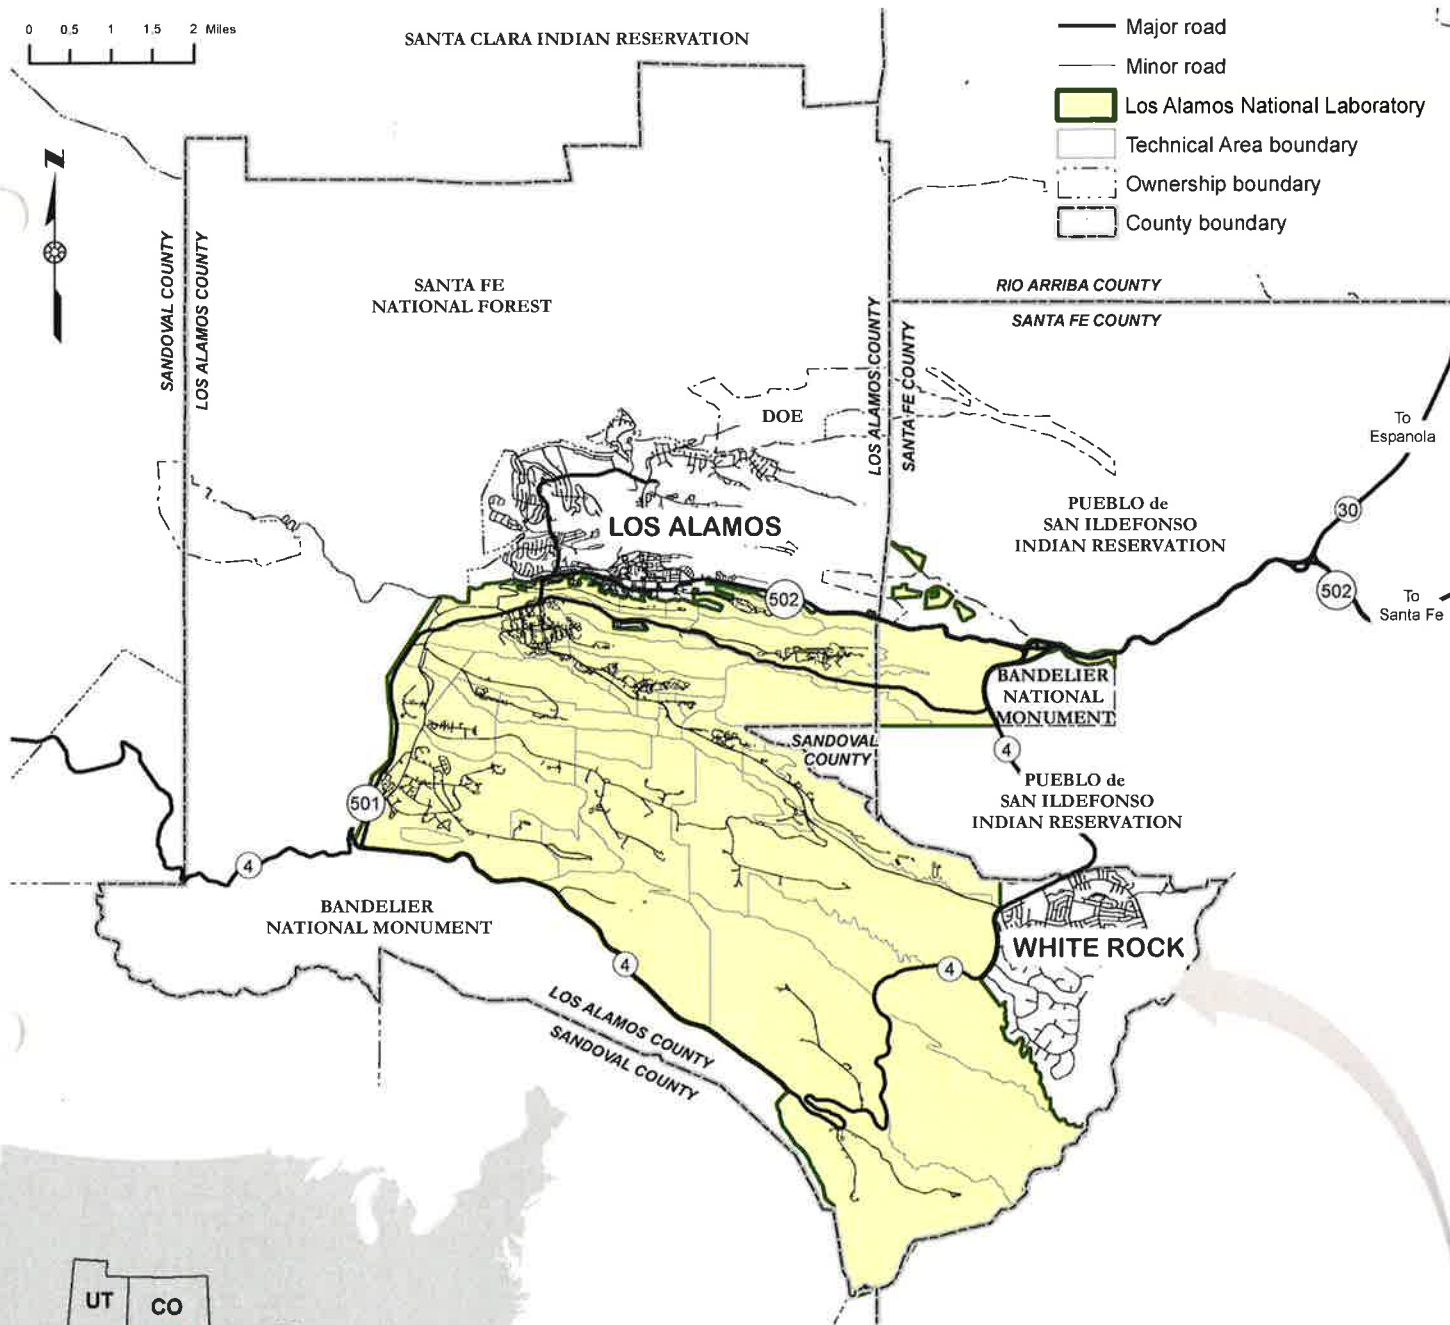 0 0.5 1 1.5 2 Miles
SANTA CLARA INDIAN RESERVATION
Major road
Minor road
Los Alamos National Laboratory
Technical Area boundary
Ownership boundary
County boundary
N
SANDOVAL COUNTY
LOS ALAMOS COUNTY
SANTA FE
NATIONAL FOREST
RIO ARRIBA COUNTY
SANTA FE COUNTY
LOS ALAMOS COUNTY
SANTA FE COUNTY
DOE
To
Espanola
PUEBLO de
SAN ILDEFONSO
INDIAN RESERVATION
30
LOS ALAMOS
502
502
To
Santa Fe
BANDELIER
NATIONAL
MONUMENT
SANDOVAL
COUNTY
4
PUEBLO de
SAN ILDEFONSO
INDIAN RESERVATION
501
4
BANDELIER
NATIONAL MONUMENT
WHITE ROCK
4
4
LOS ALAMOS COUNTY
SANDOVAL COUNTY
UT
CO